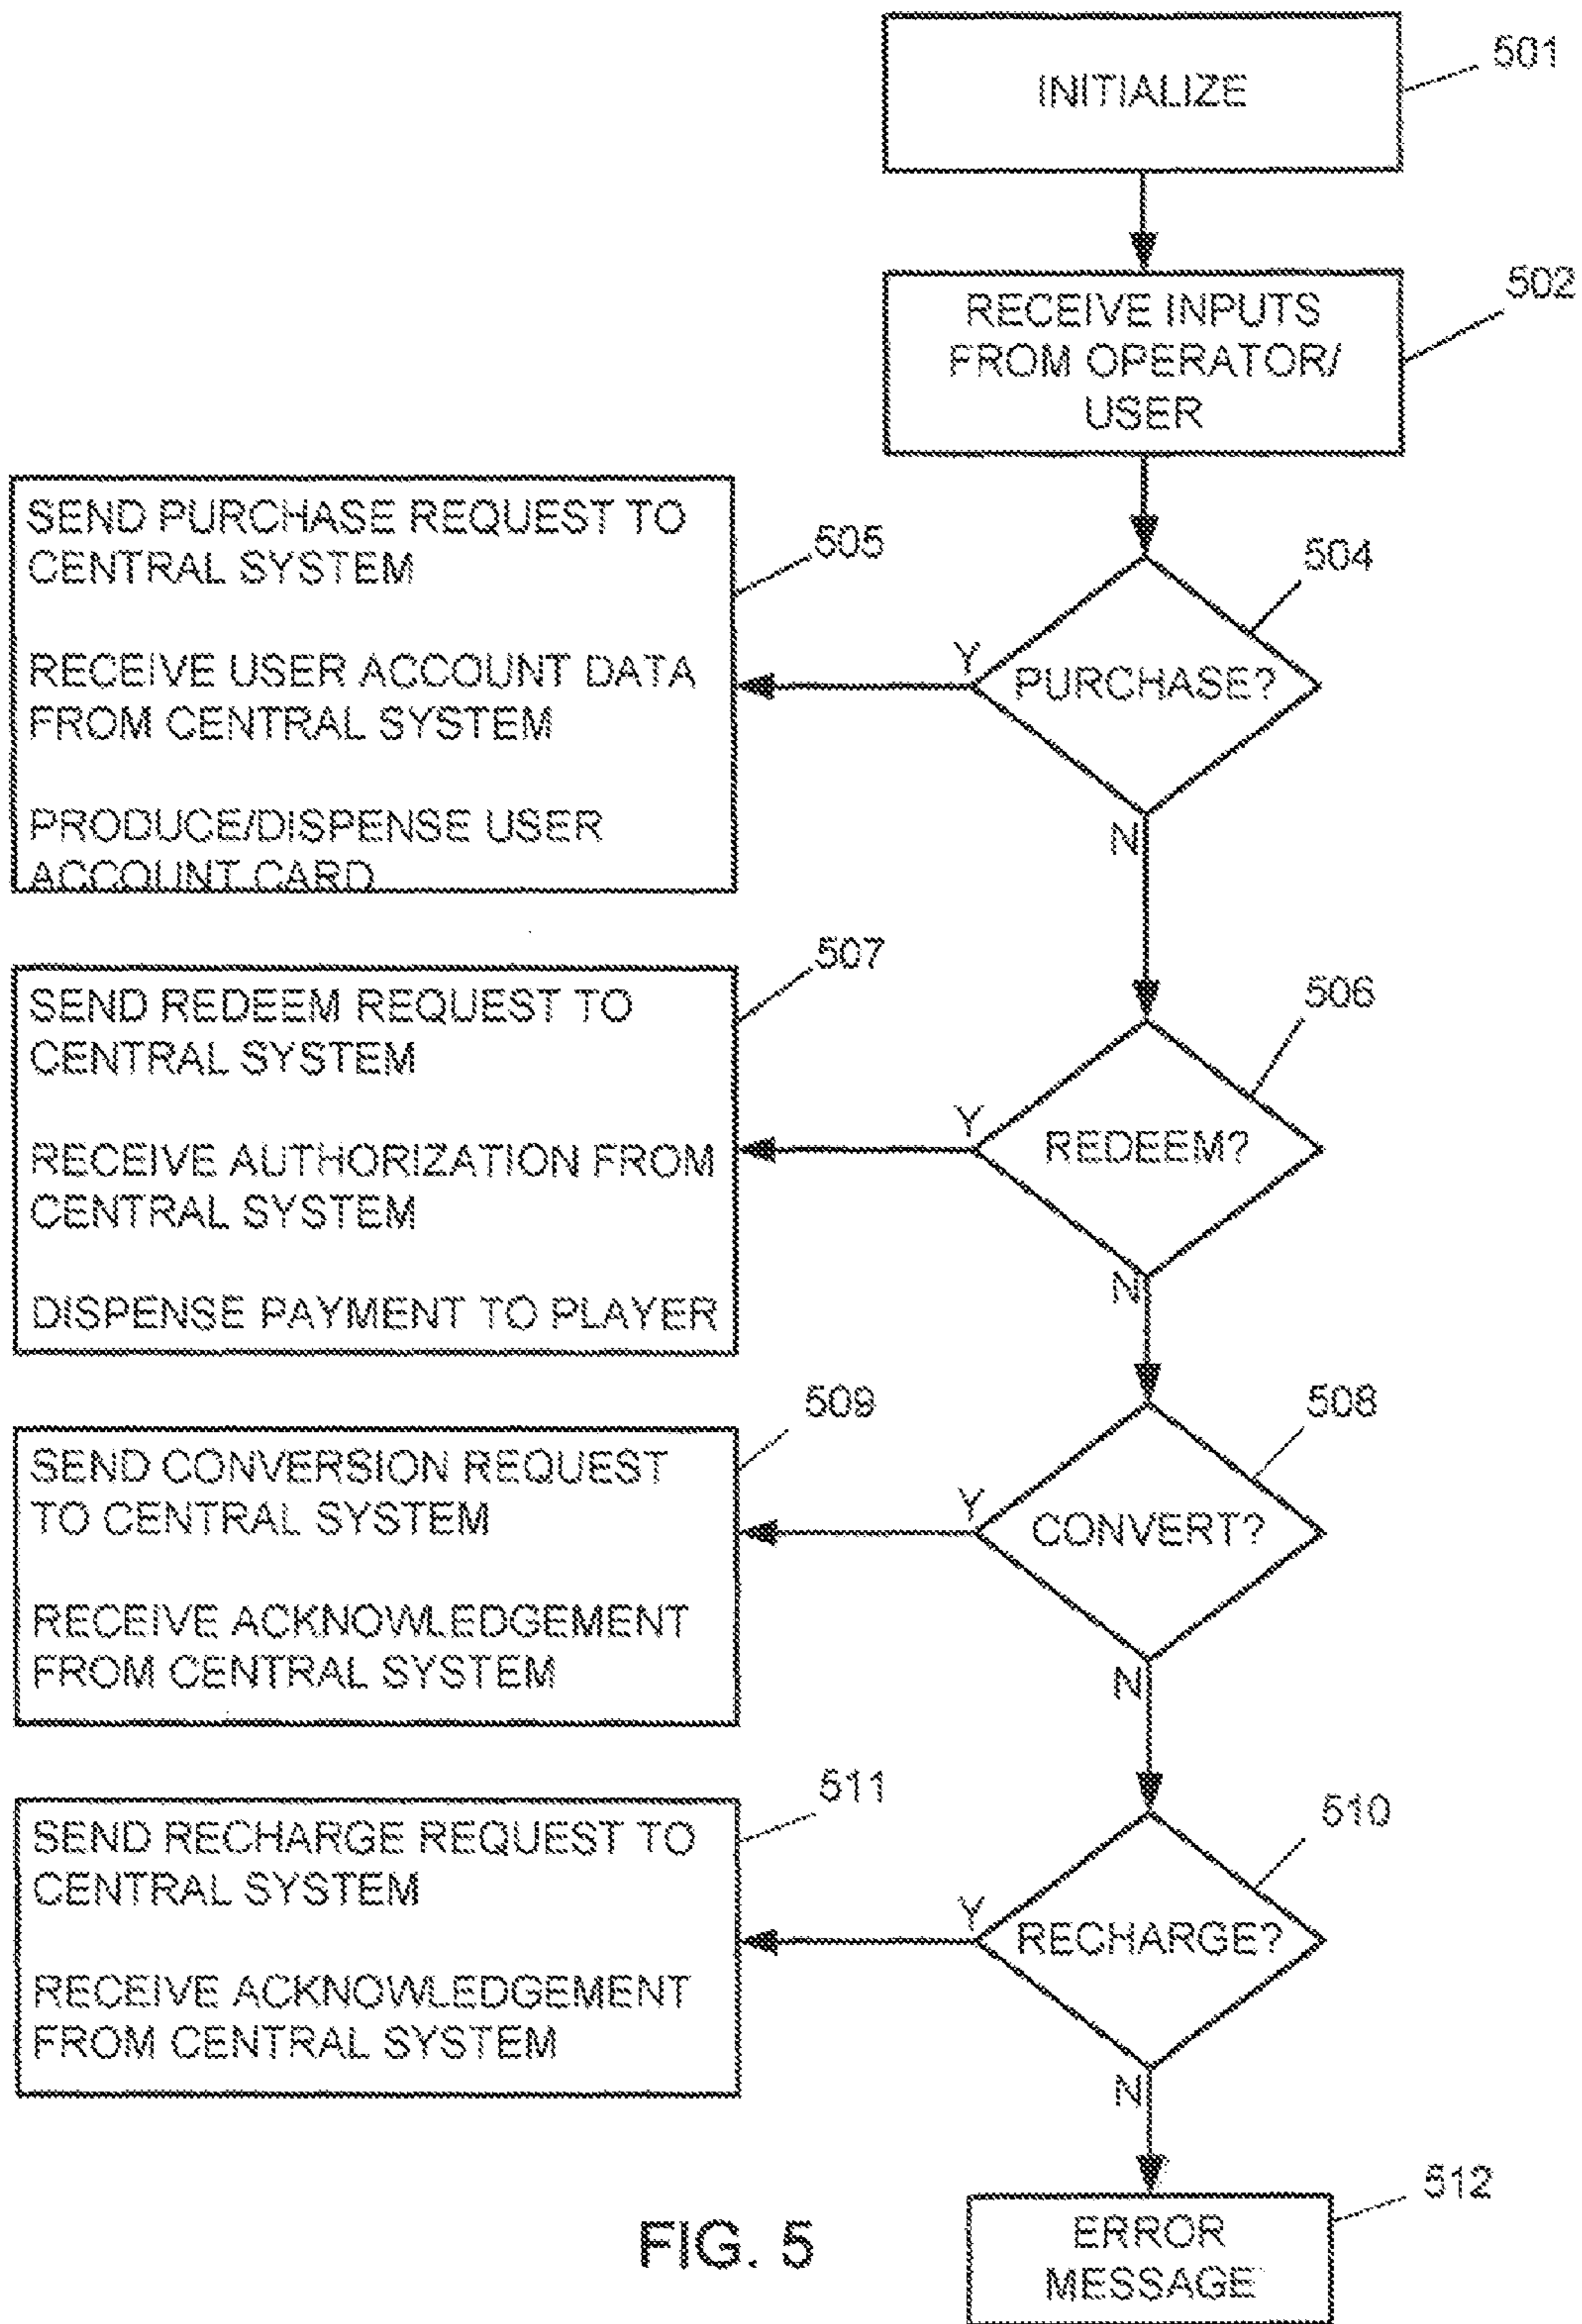 INITIALIZE
501
RECEIVE INPUTS
FROM OPERATOR/
USER
502
SEND PURCHASE REQUEST TO
CENTRAL SYSTEM
RECEIVE USER ACCOUNT DATA
FROM CENTRAL SYSTEM
PRODUCE/DISPENSE USER
ACCOUNT CARD
505
Y
PURCHASE?
504
N
SEND REDEEM REQUEST TO
CENTRAL SYSTEM
RECEIVE AUTHORIZATION FROM
CENTRAL SYSTEM
DISPENSE PAYMENT TO PLAYER
507
Y
REDEEM?
506
N
SEND CONVERSION REQUEST
TO CENTRAL SYSTEM
RECEIVE ACKNOWLEDGEMENT
FROM CENTRAL SYSTEM
509
Y
CONVERT?
508
N
SEND RECHARGE REQUEST TO
CENTRAL SYSTEM
RECEIVE ACKNOWLEDGEMENT
FROM CENTRAL SYSTEM
511
Y
RECHARGE?
510
N
ERROR
MESSAGE
512
FIG. 5